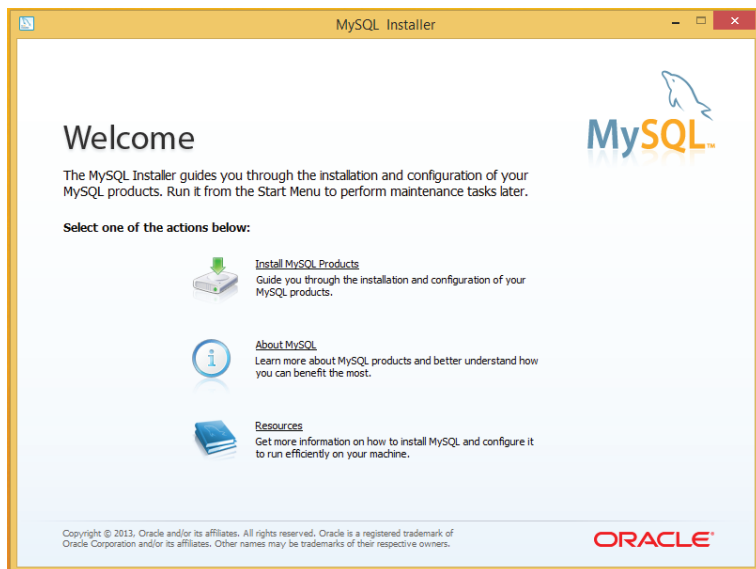 MySQL Installer
MySQL™
Welcome
The MySQL Installer guides you through the installation and configuration of your
MySQL products. Run it from the Start Menu to perform maintenance tasks later.
Select one of the actions below:
Install MySQL Products
Guide you through the installation and configuration of your
MySQL products.
About MySQL
Learn more about MySQL products and better understand how
you can benefit the most.
Resources
Get more information on how to install MySQL and configure it
to run efficiently on your machine.
Copyright © 2013, Oracle and/or its affiliates. All rights reserved. Oracle is a registered trademark of
Oracle Corporation and/or its affiliates. Other names may be trademarks of their respective owners.
ORACLE®